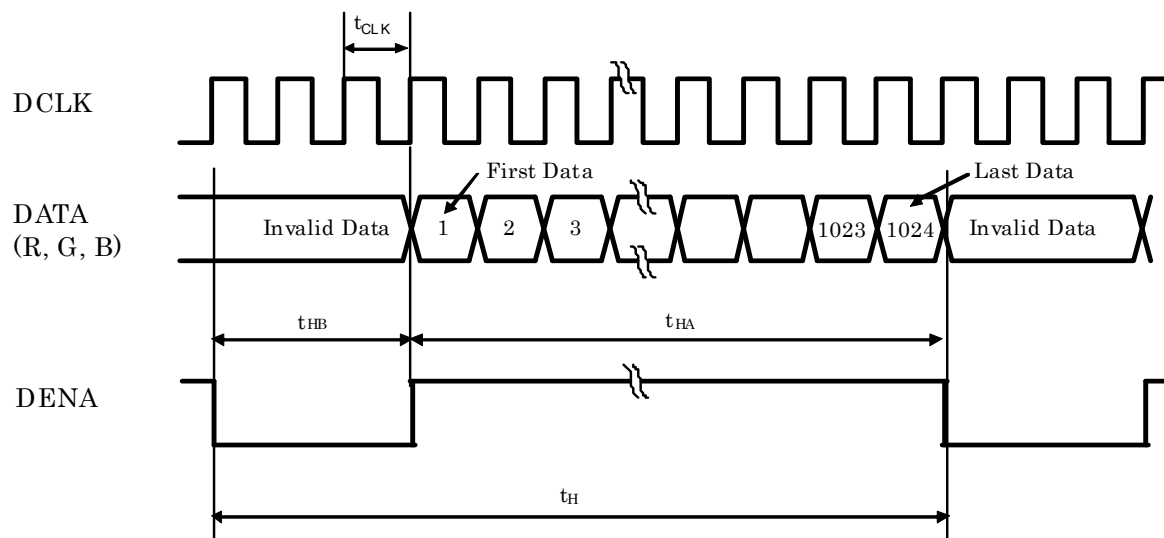 tCLK
DCLK
First Data
Last Data
DATA
(R, G, B)
Invalid Data
1
2
3
1023
1024
Invalid Data
tHB
tHA
DENA
tH